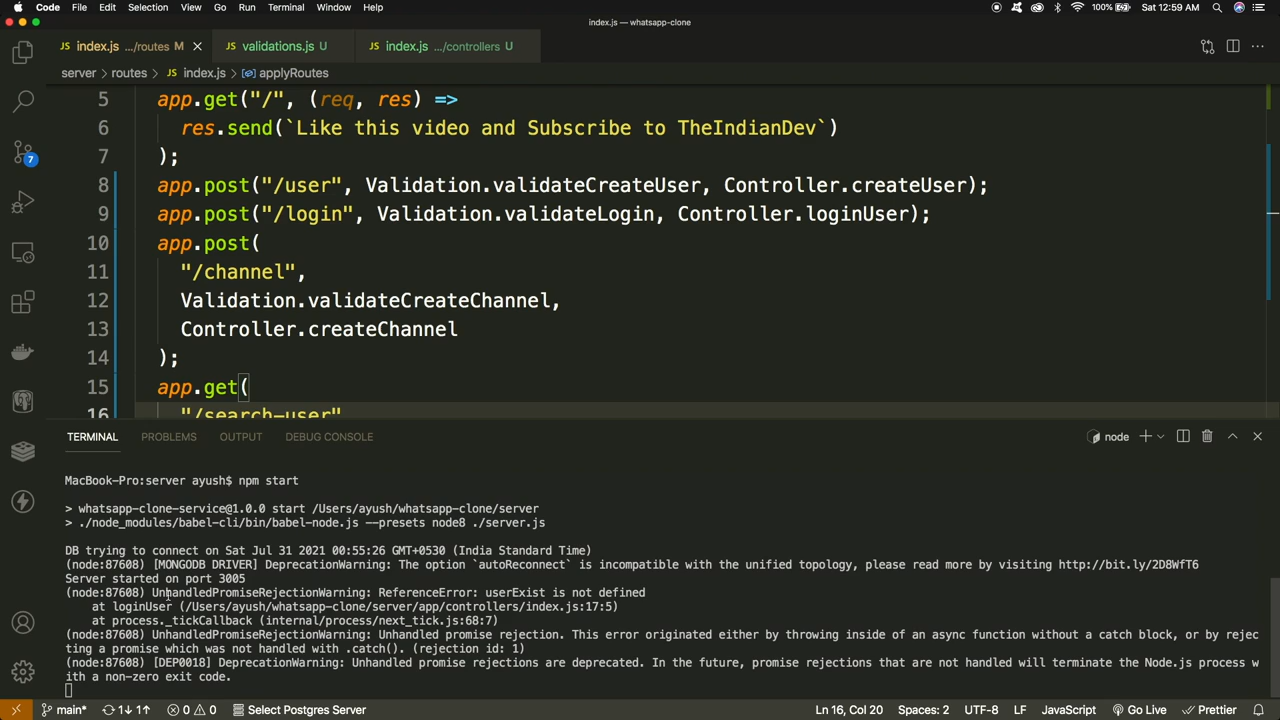 Code File Edit Selection View Go Run Terminal Window Help 100% Sat 12:59 AM
index.js — whatsapp-clone
JS index.js .../routes M JS validations.js U JS index.js .../controllers U
server > routes > JS index.js > applyRoutes
5 app.get("/", (req, res) =>
6 res.send(`Like this video and Subscribe to TheIndianDev`)
7 );
8 app.post("/user", Validation.validateCreateUser, Controller.createUser);
9 app.post("/login", Validation.validateLogin, Controller.loginUser);
10 app.post(
11 "/channel",
12 Validation.validateCreateChannel,
13 Controller.createChannel
14 );
15 app.get(
16 "/search-user"
7
TERMINAL PROBLEMS OUTPUT DEBUG CONSOLE node
MacBook-Pro:server ayush$ npm start
> whatsapp-clone-service@1.0.0 start /Users/ayush/whatsapp-clone/server
> ./node_modules/babel-cli/bin/babel-node.js --presets node8 ./server.js
DB trying to connect on Sat Jul 31 2021 00:55:26 GMT+0530 (India Standard Time)
(node:87608) [MONGODB DRIVER] DeprecationWarning: The option `autoReconnect` is incompatible with the unified topology, please read more by visiting http://bit.ly/2D8WfT6
Server started on port 3005
(node:87608) UnhandledPromiseRejectionWarning: ReferenceError: userExist is not defined
at loginUser (/Users/ayush/whatsapp-clone/server/app/controllers/index.js:17:5)
at process._tickCallback (internal/process/next_tick.js:68:7)
(node:87608) UnhandledPromiseRejectionWarning: Unhandled promise rejection. This error originated either by throwing inside of an async function without a catch block, or by rejec
ting a promise which was not handled with .catch(). (rejection id: 1)
(node:87608) [DEP0018] DeprecationWarning: Unhandled promise rejections are deprecated. In the future, promise rejections that are not handled will terminate the Node.js process w
ith a non-zero exit code.
main* 1↓ 1↑ 0 0 Select Postgres Server Ln 16, Col 20 Spaces: 2 UTF-8 LF JavaScript Go Live Prettier